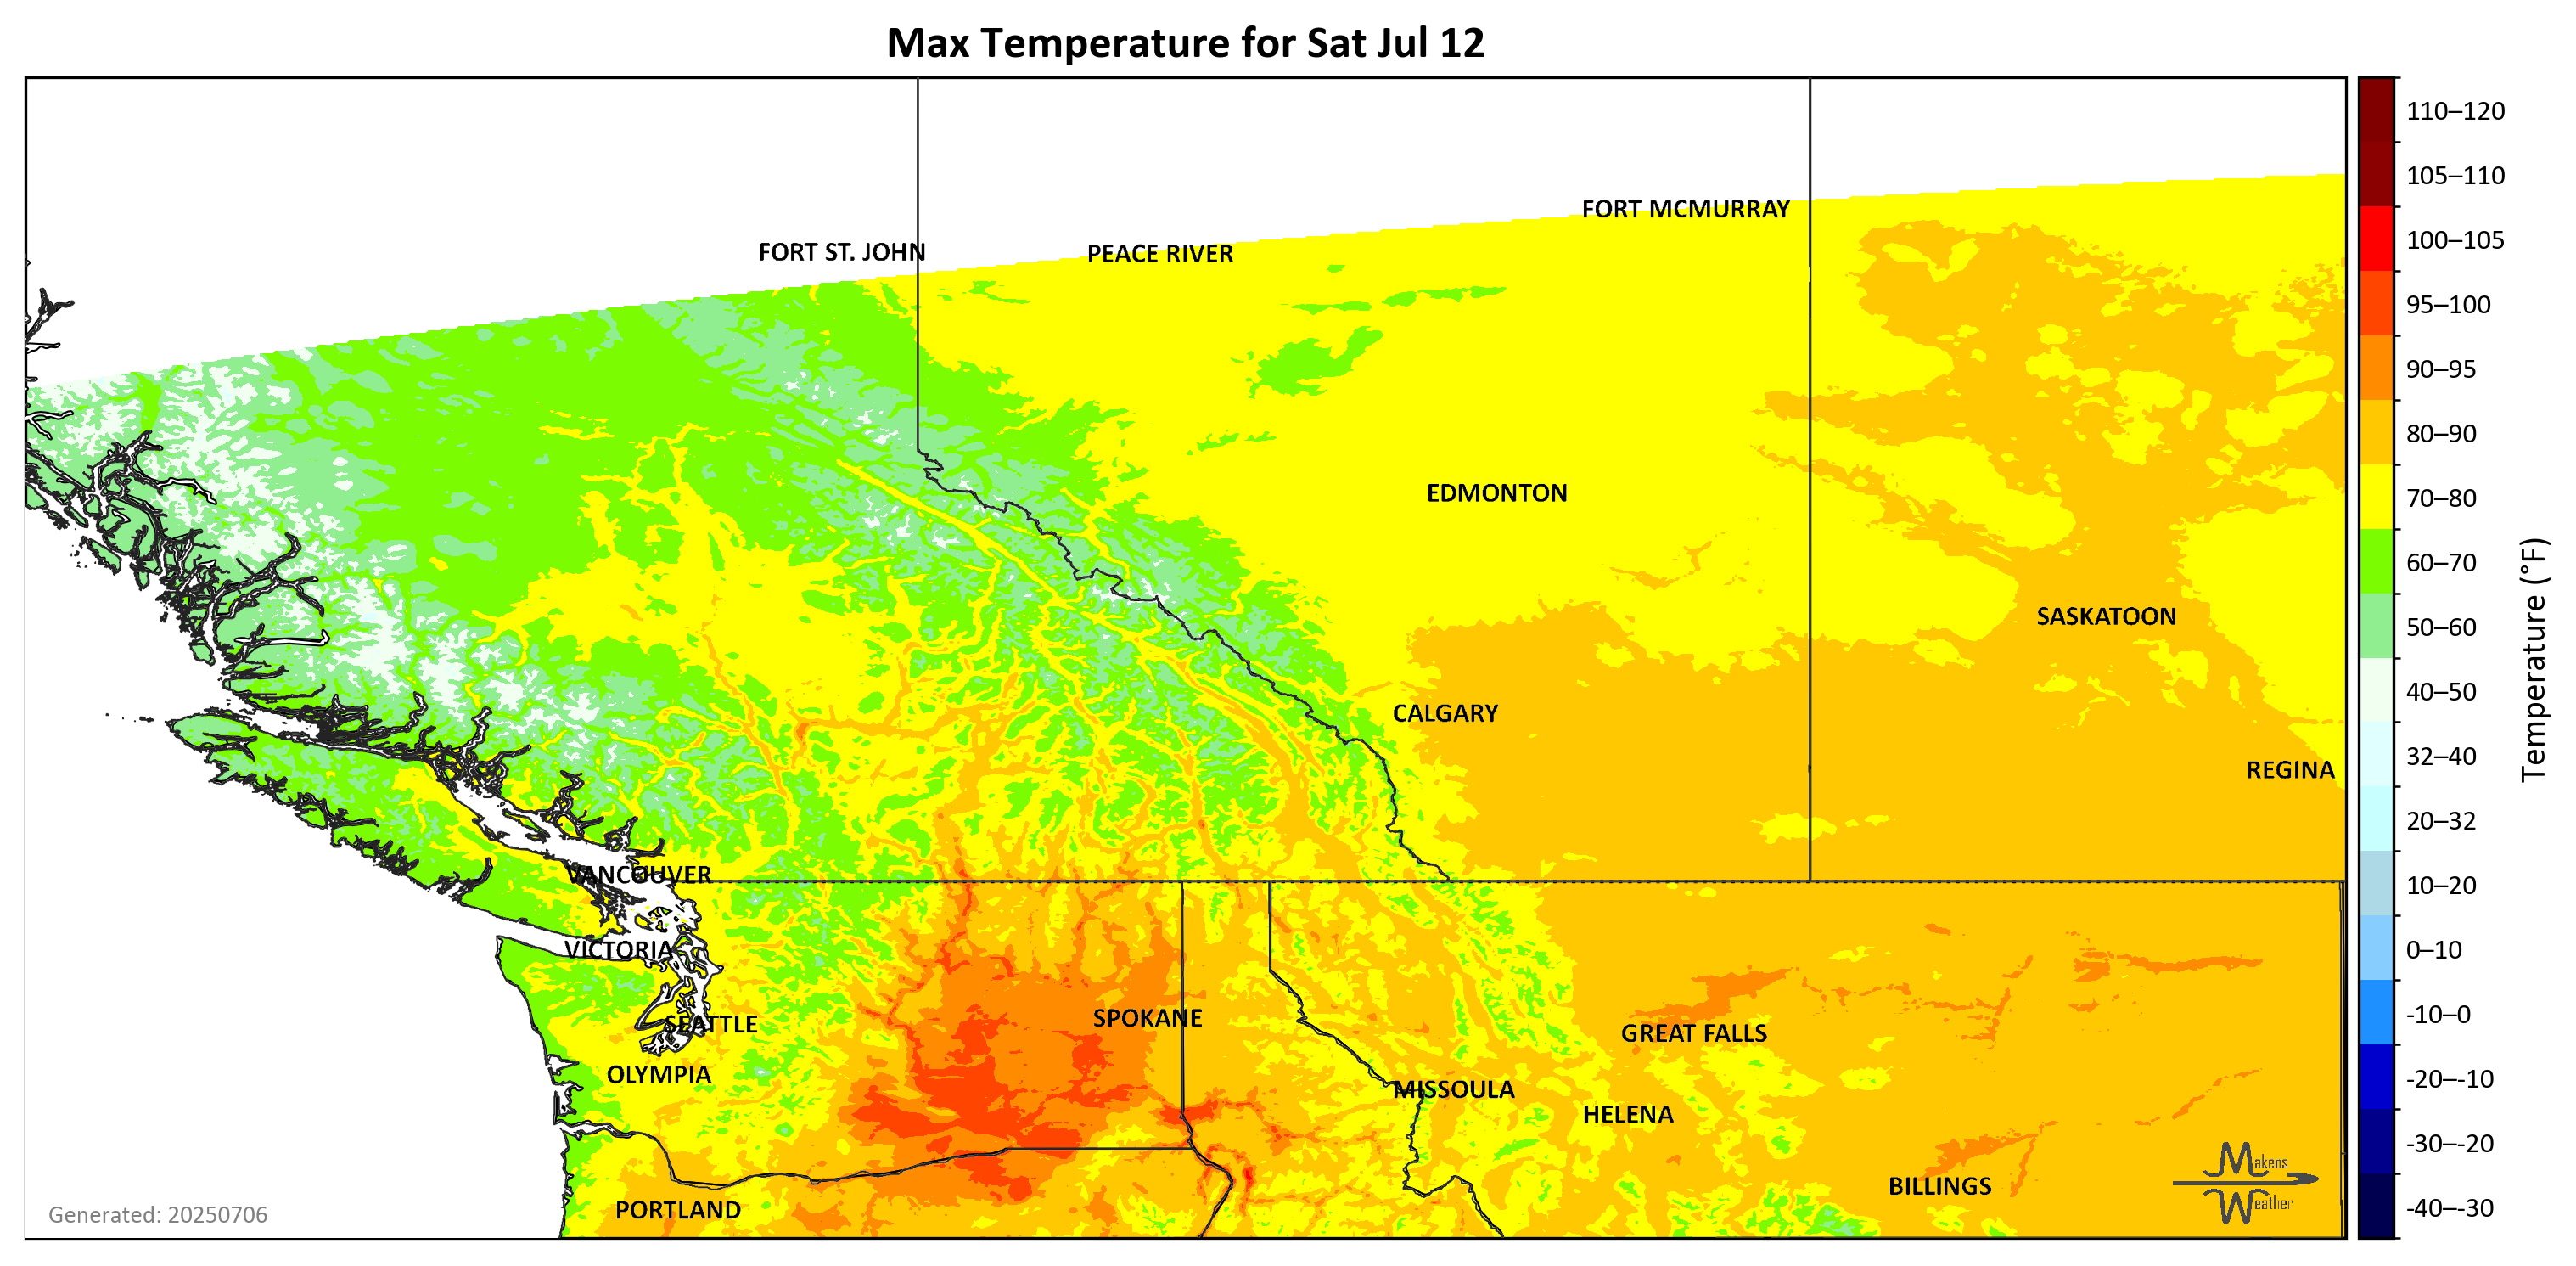 Max Temperature for Sat Jul 12
110–120
105–110
FORT MCMURRAY
100–105
FORT ST. JOHN
PEACE RIVER
95–100
90–95
80–90
EDMONTON
70–80
60–70
SASKATOON
50–60
40–50
CALGARY
32–40
REGINA
20–32
VANCOUVER
10–20
VICTORIA
0–10
SPOKANE
SEATTLE
-10–0
GREAT FALLS
OLYMPIA
-20–-10
MISSOULA
HELENA
-30–-20
Makens
Weather
BILLINGS
-40–-30
PORTLAND
Generated: 20250706
Temperature (°F)